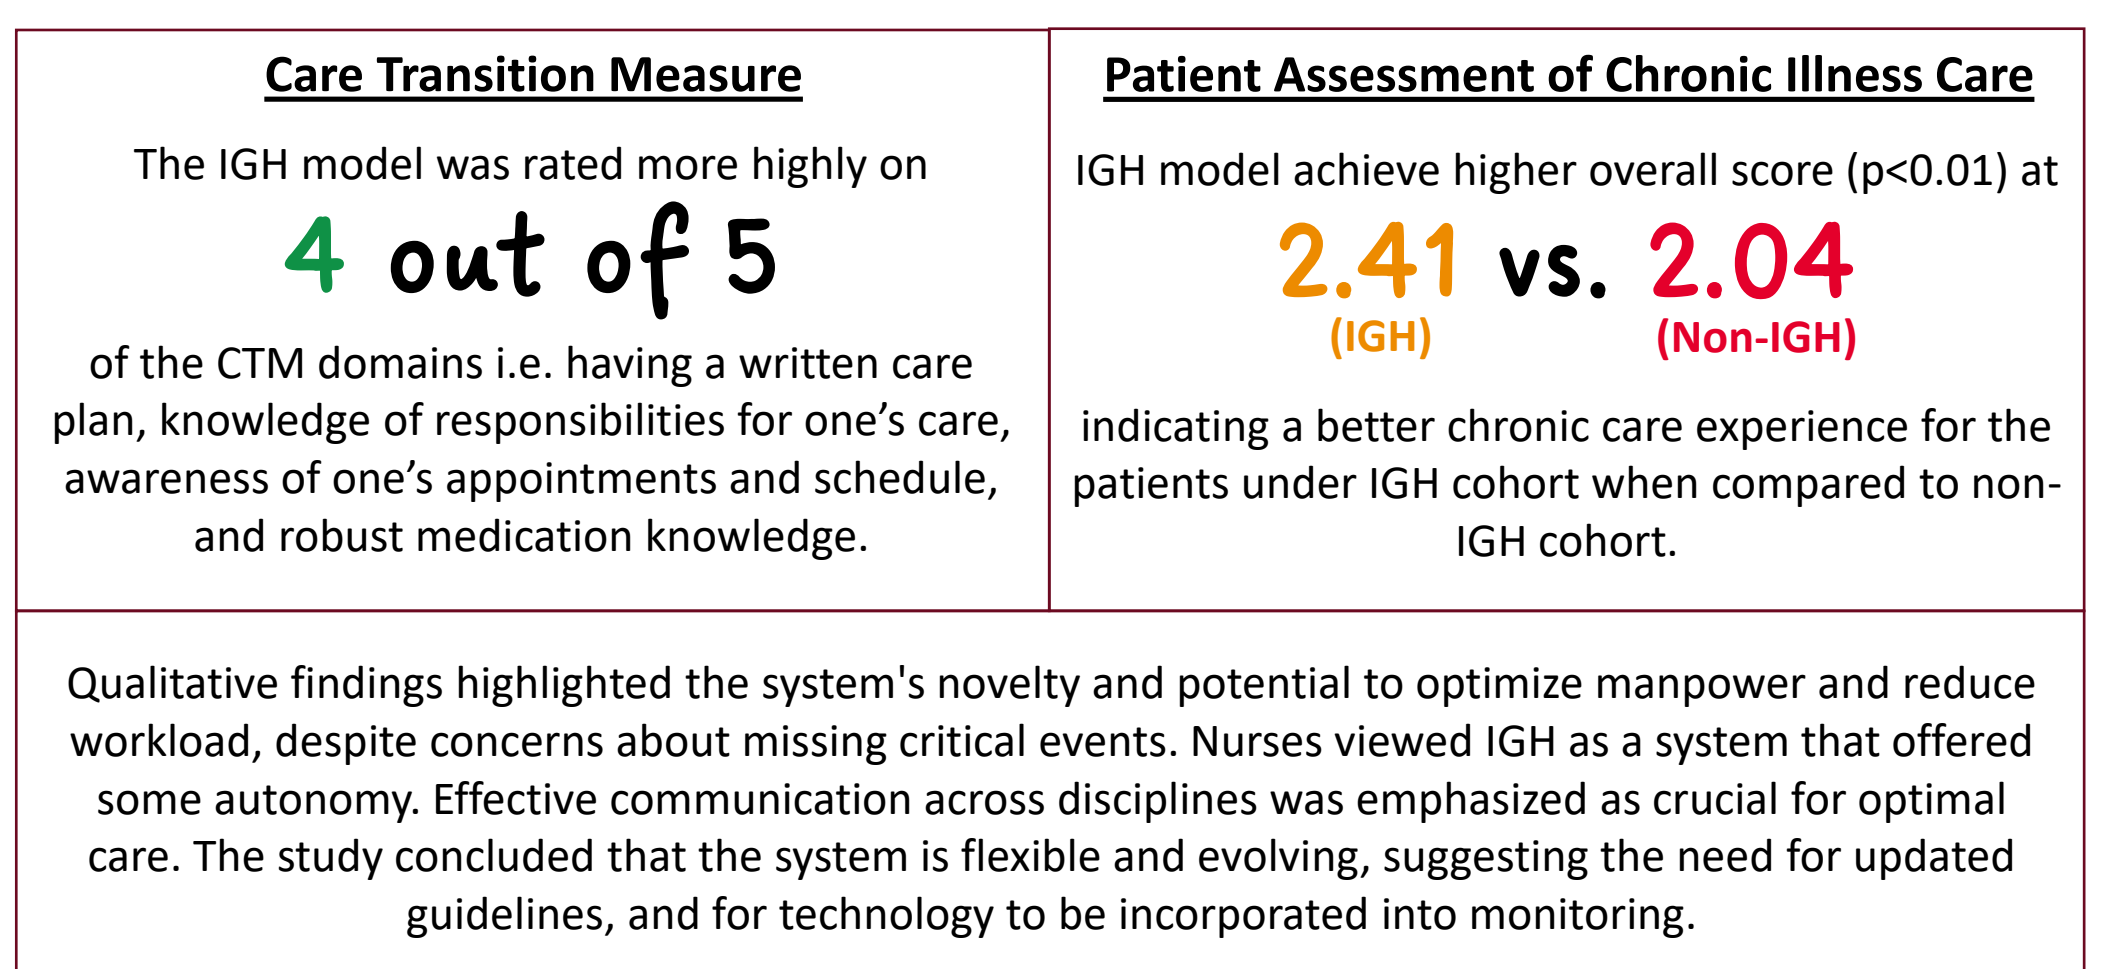 Care Transition Measure
The IGH model was rated more highly on
4 out of 5
of the CTM domains i.e. having a written care
plan, knowledge of responsibilities for one’s care,
awareness of one’s appointments and schedule,
and robust medication knowledge.
Patient Assessment of Chronic Illness Care
IGH model achieve higher overall score (p<0.01) at
2.41 vs. 2.04
(IGH) (Non-IGH)
indicating a better chronic care experience for the
patients under IGH cohort when compared to non-
IGH cohort.
Qualitative findings highlighted the system's novelty and potential to optimize manpower and reduce
workload, despite concerns about missing critical events. Nurses viewed IGH as a system that offered
some autonomy. Effective communication across disciplines was emphasized as crucial for optimal
care. The study concluded that the system is flexible and evolving, suggesting the need for updated
guidelines, and for technology to be incorporated into monitoring.